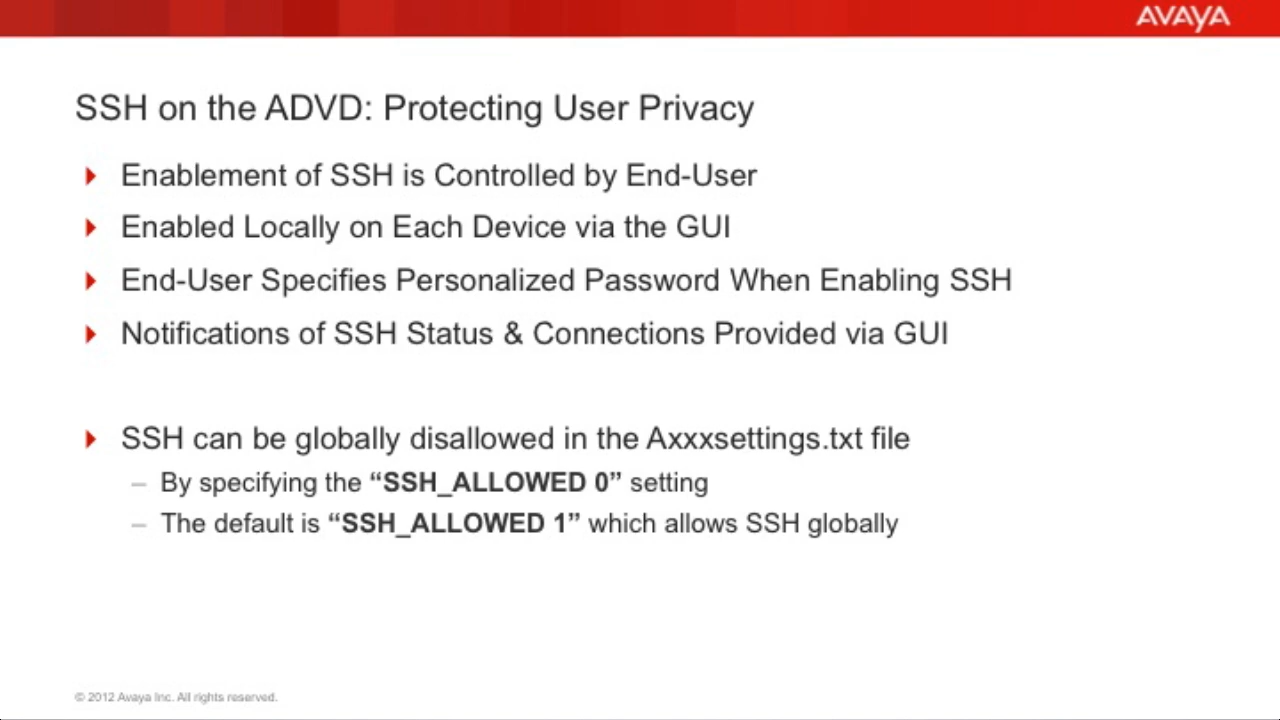 AVAYA
SSH on the ADVD: Protecting User Privacy
Enablement of SSH is Controlled by End-User
Enabled Locally on Each Device via the GUI
End-User Specifies Personalized Password When Enabling SSH
Notifications of SSH Status & Connections Provided via GUI
SSH can be globally disallowed in the Axxxsettings.txt file
– By specifying the “SSH_ALLOWED 0” setting
– The default is “SSH_ALLOWED 1” which allows SSH globally
© 2012 Avaya Inc. All rights reserved.